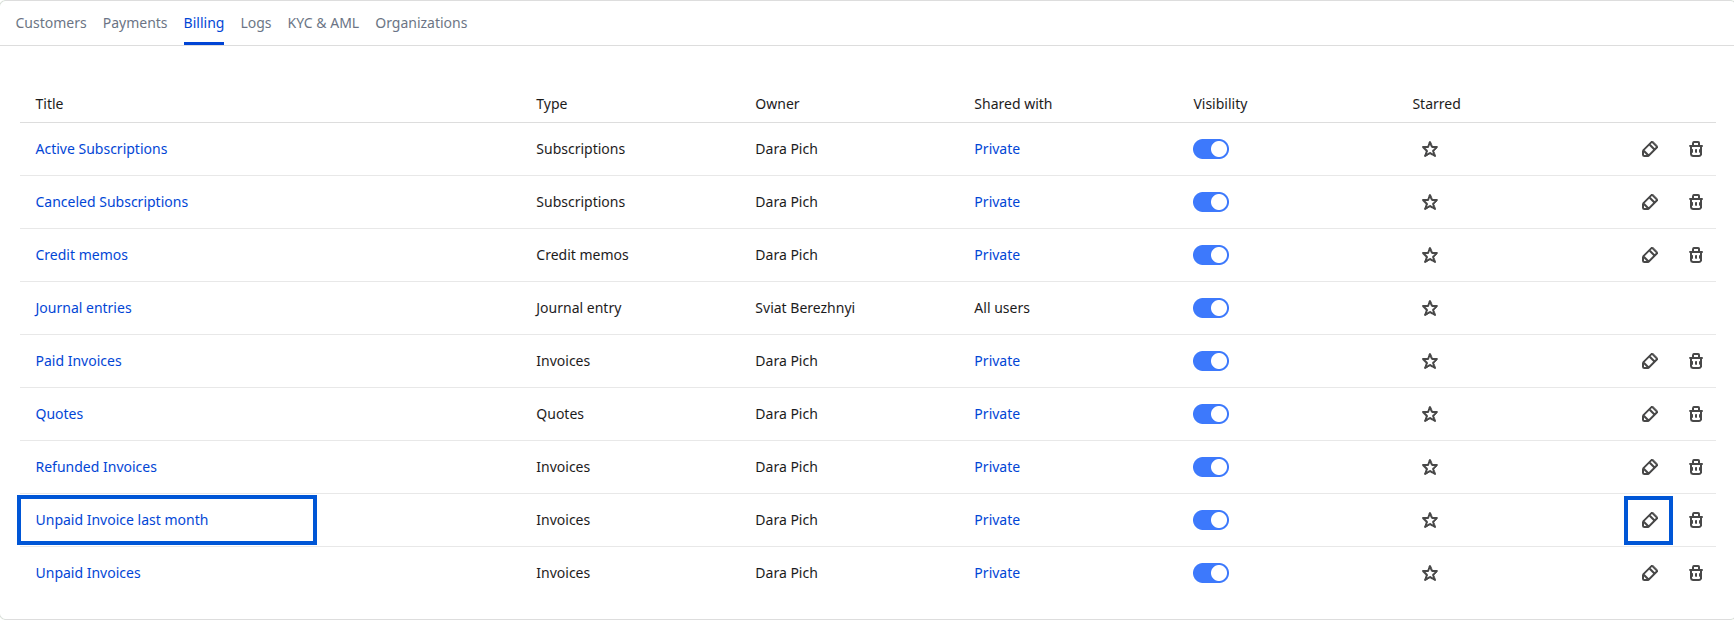 Customers Payments Billing Logs KYC & AML Organizations
Title Type Owner Shared with Visibility Starred
Active Subscriptions Subscriptions Dara Pich Private
Canceled Subscriptions Subscriptions Dara Pich Private
Credit memos Credit memos Dara Pich Private
Journal entries Journal entry Sviat Berezhnyi All users
Paid Invoices Invoices Dara Pich Private
Quotes Quotes Dara Pich Private
Refunded Invoices Invoices Dara Pich Private
Unpaid Invoice last month Invoices Dara Pich Private
Unpaid Invoices Invoices Dara Pich Private